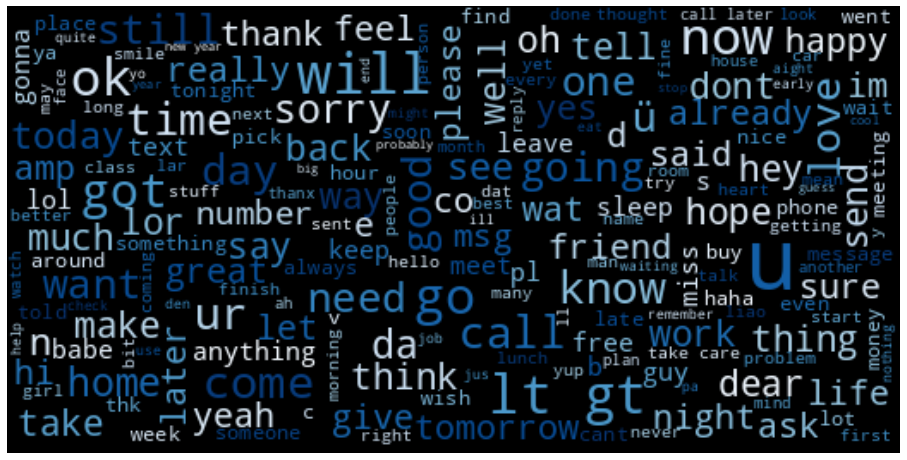 gonna
place
ya
quite
still
smile
new year
yo
year
thank
feel
person
find
done
thought
call later
look
went
oh
tell
now
happy
car
aight
early
house
fine
stop
yet
every
please
well
reply
one
dont
im
wait
cool
love
may
face
ok
really
tonight
will
end
long
time
next
sorry
might
soon
probably
month
eat
yes
ü
already
nice
d
leave
today
text
pick
back
amp
class
lar
day
big
hour
people
good
see
going
said
hey
try
room
s
heart
mean
guess
y meeting
send
lol
got
stuff
thanx
way
dat
best
co
wat
sleep
hope
phone
getting
better
lor
number
sent
e
ill
name
much
something
say
keep
msg
friend
miss
buy
message
around
hello
meet
pl
man
waiting
u
another
watch
want
coming
great
always
finish
many
know
talk
haha
sure
even
told
check
den
ah
need
go
ll
late
remember
liao
start
money
nothing
help
n
make
ur
let
v
morning
da
job
call
free
work
thing
babe
bit
use
later
anything
think
lunch
yup
b
plan
take care
problem
hi
girl
home
thk
come
jus
wish
lt
gt
guy
pa
dear
mind
life
take
week
yeah
someone
c
give
right
tomorrow
cant
never
night
ask
lot
first